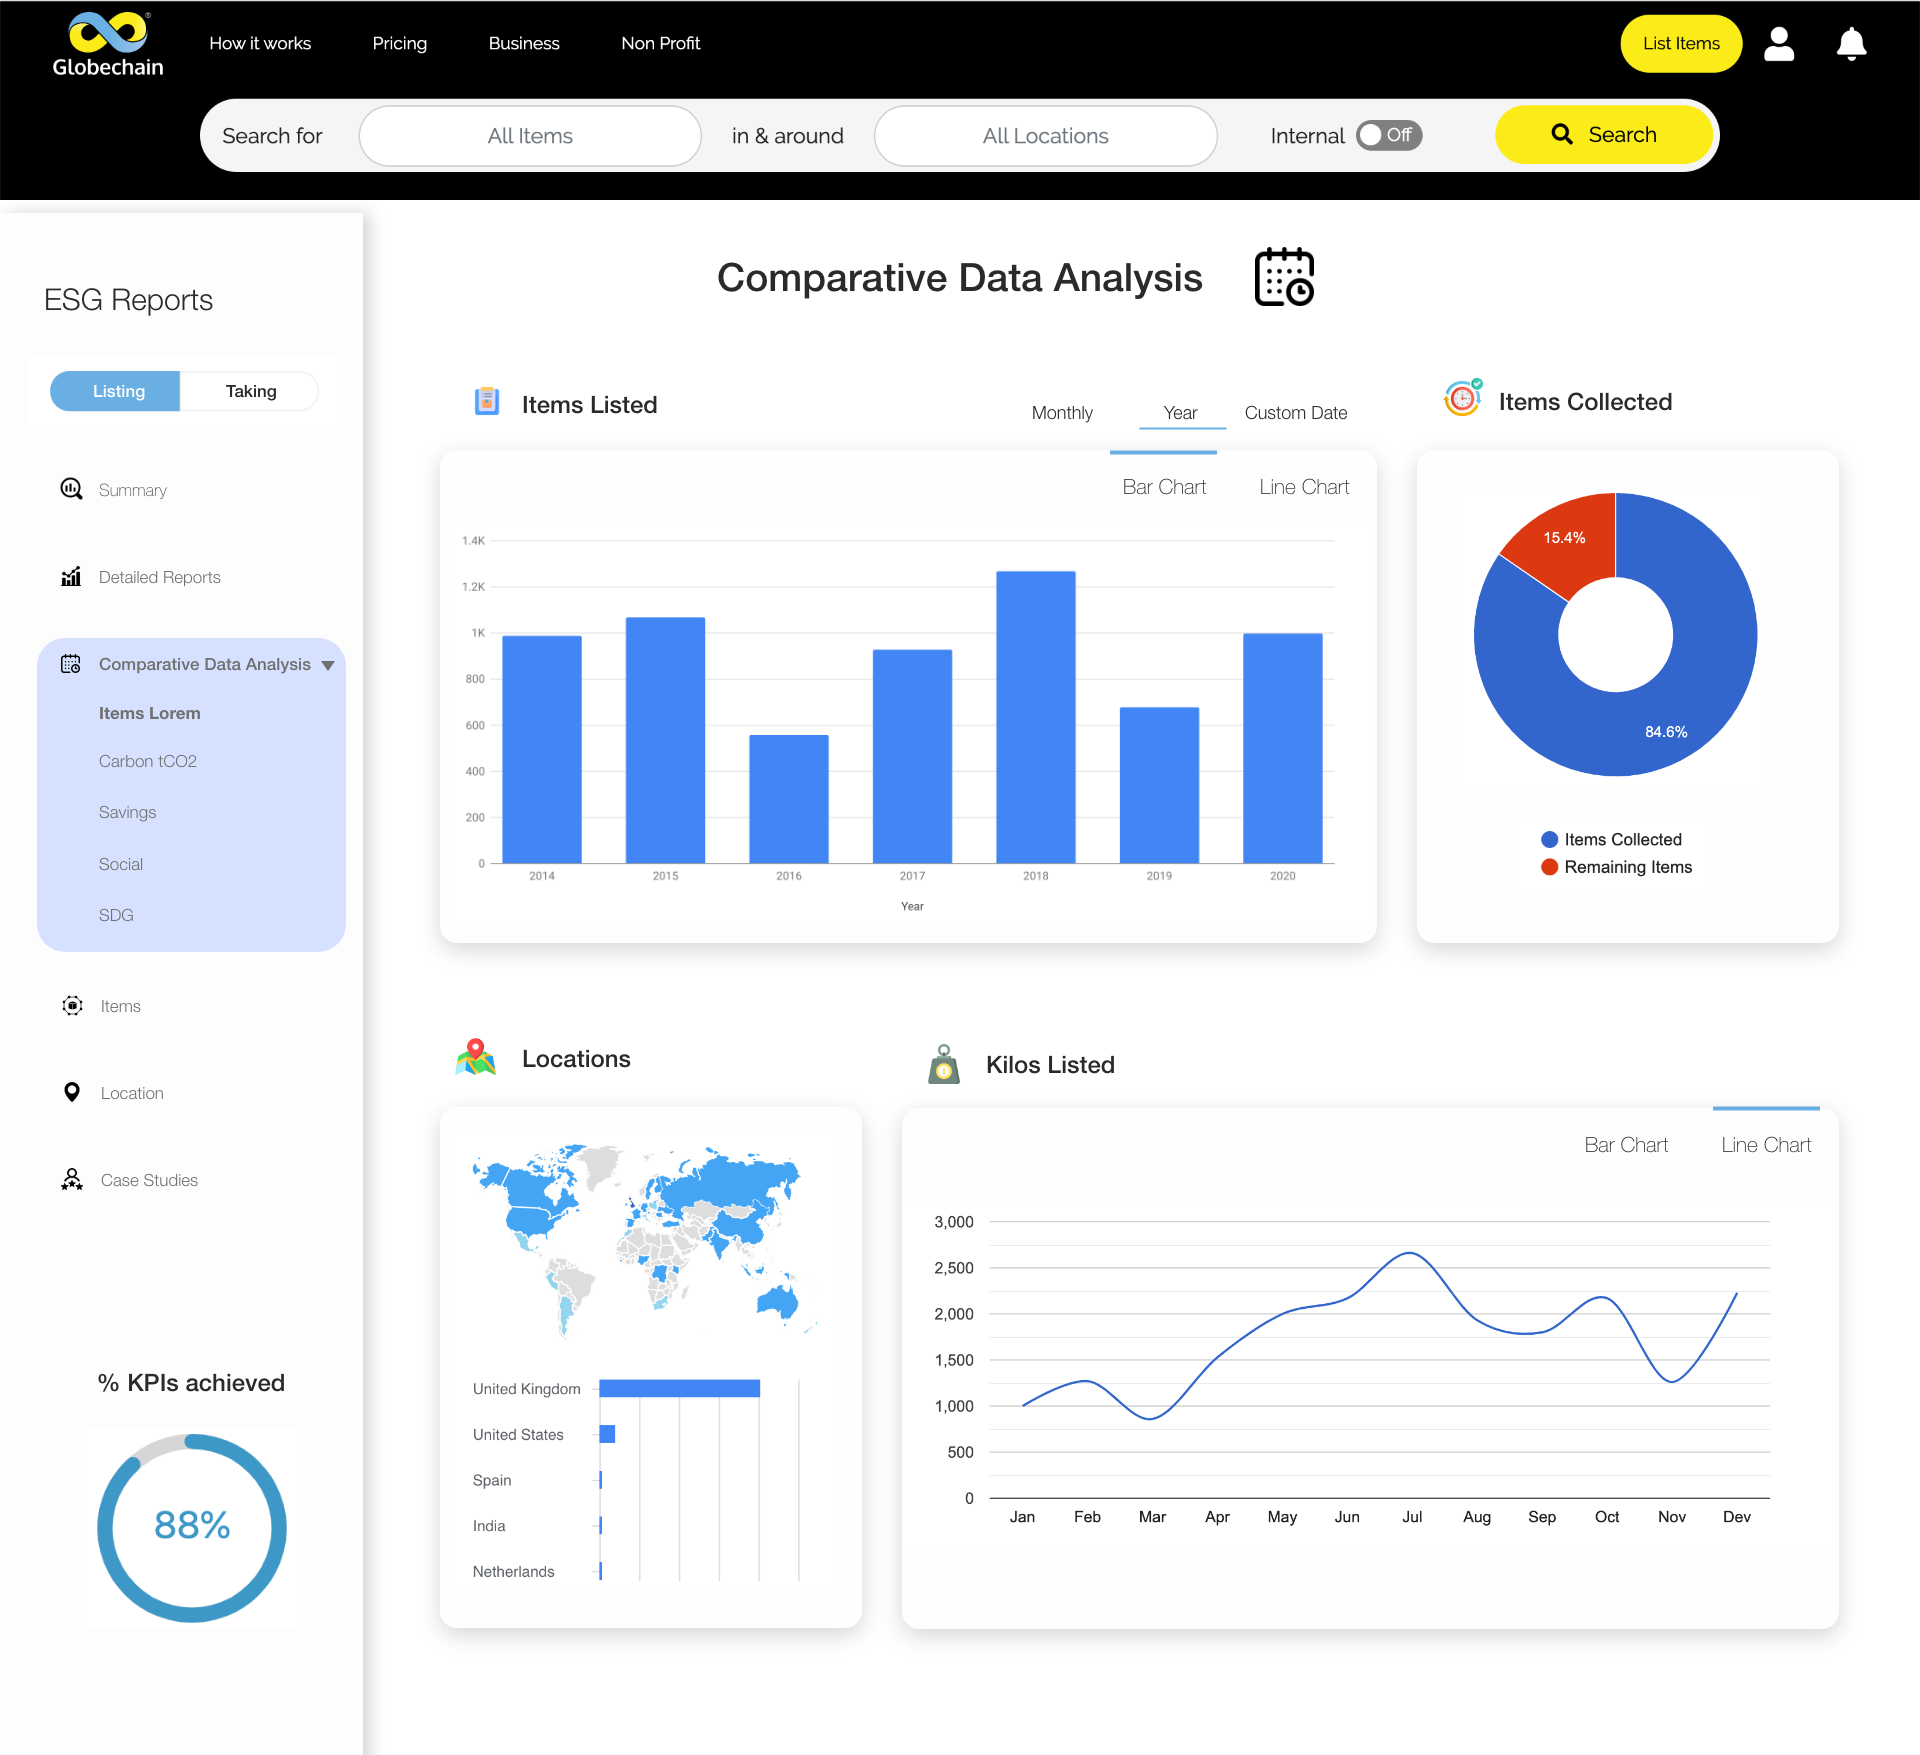 Globechain
How it works
Pricing
Business
Non Profit
List Items
Search for
All Items
in & around
All Locations
Internal
Off
Search
ESG Reports
Listing
Taking
Summary
Detailed Reports
Comparative Data Analysis
Items Lorem
Carbon tCO2
Savings
Social
SDG
Items
Location
Case Studies
% KPIs achieved
88%
Comparative Data Analysis
Items Listed
Monthly
Year
Custom Date
Bar Chart
Line Chart
1.4K
1.2K
1K
800
600
400
200
0
2014
2015
2016
2017
2018
2019
2020
Year
Items Collected
15.4%
84.6%
Items Collected
Remaining Items
Locations
United Kingdom
United States
Spain
India
Netherlands
Kilos Listed
Bar Chart
Line Chart
3,000
2,500
2,000
1,500
1,000
500
0
Jan
Feb
Mar
Apr
May
Jun
Jul
Aug
Sep
Oct
Nov
Dev